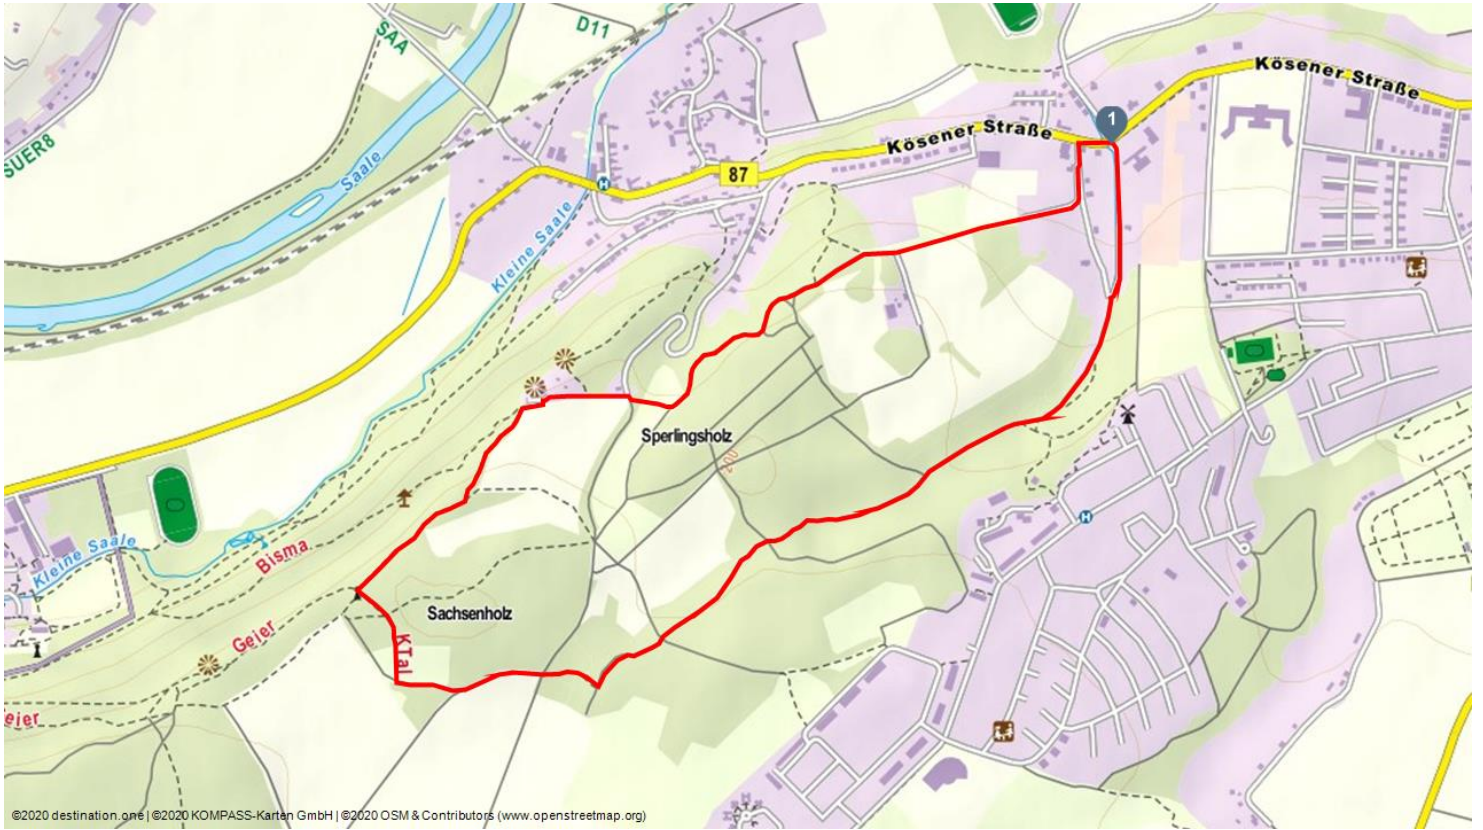 SAA
D11
SUER8
Saale
Kösener Straße
1
Kösener Straße
87
H
Kleine Saale
Sperlingsholz
200
H
Kleine Saale
Bisma
Sachsenholz
Geier
KTal
eier
©2020 destination.one | ©2020 KOMPASS-Karten GmbH | ©2020 OSM & Contributors (www.openstreetmap.org)